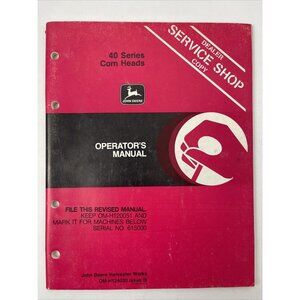 40 Series
Corn Heads
DEALER
SERVICE SHOP
COPY
JOHN DEERE
OPERATOR'S
MANUAL
FILE THIS REVISED MANUAL.
KEEP OM-H120051 AND
MARK IT FOR MACHINES BELOW
SERIAL NO. 615000
John Deere Harvester Works